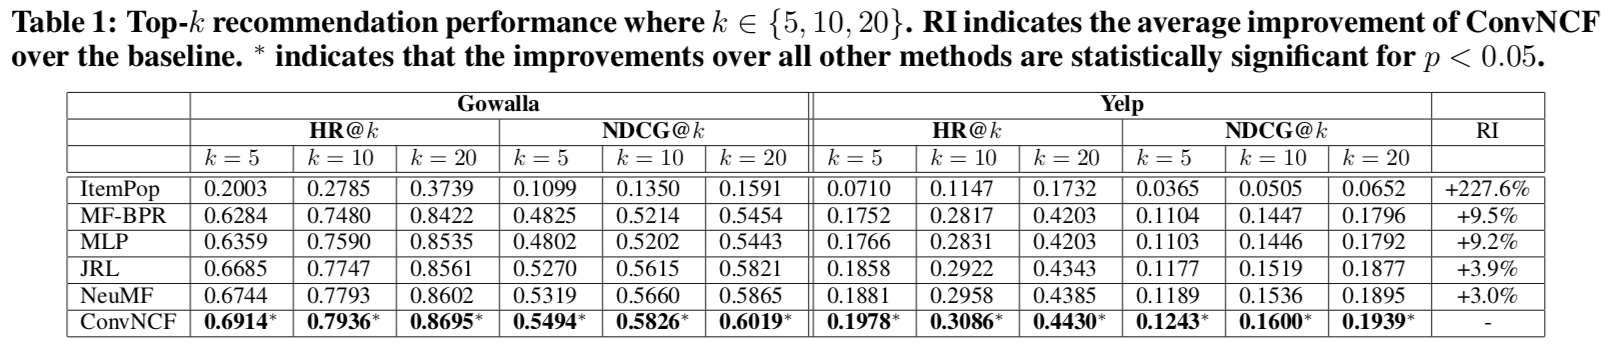 Table 1: Top-k recommendation performance where k ∈ {5, 10, 20}. RI indicates the average improvement of ConvNCF
over the baseline. * indicates that the improvements over all other methods are statistically significant for p < 0.05.
Gowalla Yelp
HR@k NDCG@k HR@k NDCG@k RI
k = 5 k = 10 k = 20 k = 5 k = 10 k = 20 k = 5 k = 10 k = 20 k = 5 k = 10 k = 20
ItemPop 0.2003 0.2785 0.3739 0.1099 0.1350 0.1591 0.0710 0.1147 0.1732 0.0365 0.0505 0.0652 +227.6%
MF-BPR 0.6284 0.7480 0.8422 0.4825 0.5214 0.5454 0.1752 0.2817 0.4203 0.1104 0.1447 0.1796 +9.5%
MLP 0.6359 0.7590 0.8535 0.4802 0.5202 0.5443 0.1766 0.2831 0.4203 0.1103 0.1446 0.1792 +9.2%
JRL 0.6685 0.7747 0.8561 0.5270 0.5615 0.5821 0.1858 0.2922 0.4343 0.1177 0.1519 0.1877 +3.9%
NeuMF 0.6744 0.7793 0.8602 0.5319 0.5660 0.5865 0.1881 0.2958 0.4385 0.1189 0.1536 0.1895 +3.0%
ConvNCF 0.6914* 0.7936* 0.8695* 0.5494* 0.5826* 0.6019* 0.1978* 0.3086* 0.4430* 0.1243* 0.1600* 0.1939* -